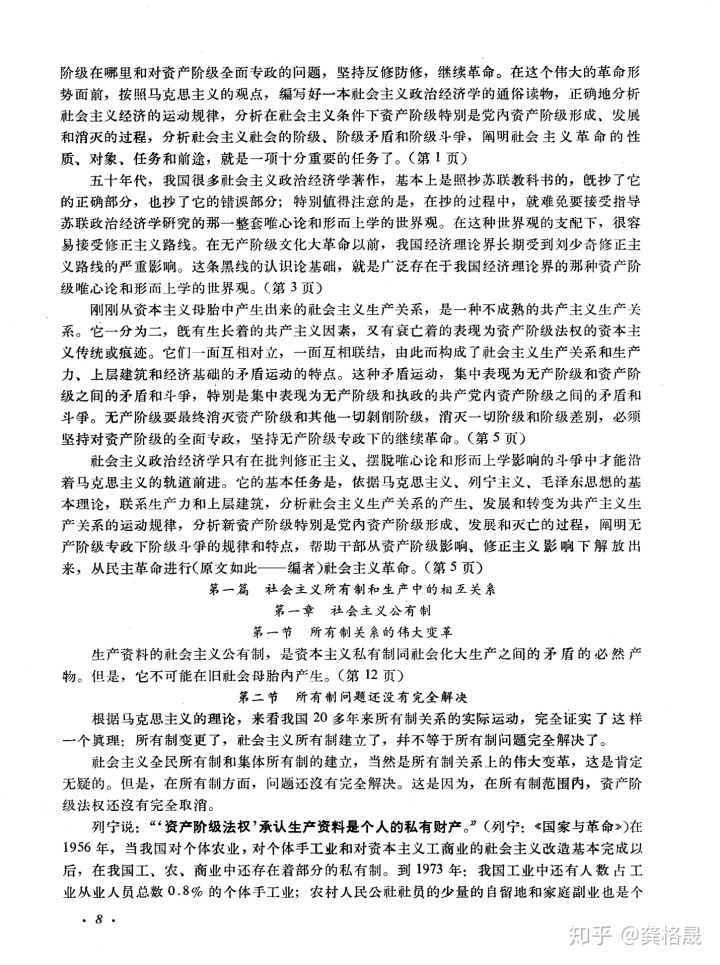 阶级在哪里和对资产阶级全面专政的问题，坚持反修防修，继续革命。在这个伟大的革命形
势面前，按照马克思主义的观点，编写好一本社会主义政治经济学的通俗读物，正确地分析
社会主义经济的运动规律，分析在社会主义条件下资产阶级特别是党内资产阶级形成、发展
和消灭的过程，分析社会主义社会的阶级、阶级矛盾和阶级斗爭，阐明社会主义革命的性
质、对象、任务和前途，就是一项十分重要的任务了。（第1页）
五十年代，我国很多社会主义政治经济学著作，基本上是照抄苏联教科书的，旣抄了它
的正确部分，也抄了它的错误部分；特别值得注意的是，在抄的过程中，就难免要接受指导
苏联政治经济学硏究的那一整套唯心论和形而上学的世界观。在这种世界观的支配下，很容
易接受修正主义路线。在无产阶级文化大革命以前，我国经济理论界长期受到刘少奇修正主
义路线的严重影响。这条黑线的认识论基础，就是广泛存在于我国经济理论界的那种资产阶
级唯心论和形而上学的世界观。（第3页）
刚刚从资本主义母胎中产生出来的社会主义生产关系，是一种不成熟的共产主义生产关
系。它一分为二，旣有生长着的共产主义因素，又有衰亡着的表现为资产阶级法权的资本主
义传统或痕迹。它们一面互相对立，一面互相联结，由此而构成了社会主义生产关系和生产
力、上层建筑和经济基础的矛盾运动的特点。这种矛盾运动，集中表现为无产阶级和资产阶
级之间的矛盾和斗爭，特别是集中表现为无产阶级和执政的共产党内资产阶级之间的矛盾和
斗爭。无产阶级要最终消灭资产阶级和其他一切剝削阶级，消灭一切阶级和阶级差别，必须
坚持对资产阶级的全面专政，坚持无产阶级专政下的继续革命。（第5页）
社会主义政治经济学只有在批判修正主义、摆脱唯心论和形而上学影响的斗爭中才能沿
着马克思主义的轨道前进。它的基本任务是，依据马克思主义、列宁主义、毛泽东思想的基
本理论，联系生产力和上层建筑，分析社会主义生产关系的产生、发展和转变为共产主义生
产关系的运动规律，分析新资产阶级特别是党内资产阶级形成、发展和灭亡的过程，阐明无
产阶级专政下阶级斗爭的规律和特点，帮助干部从资产阶级影响、修正主义影响下解放出
来，从民主革命进行(原文如此——编者)社会主义革命。（第5页）
第一篇 社会主义所有制和生产中的相互关系
第一章 社会主义公有制
第一节 所有制关系的伟大变革
生产资料的社会主义公有制，是资本主义私有制同社会化大生产之间的矛盾的必然产
物。但是，它不可能在旧社会母胎内产生。（第12页）
第二节 所有制问题还没有完全解决
根据马克思主义的理论，来看我国20多年来所有制关系的实际运动，完全证实了这样
一个眞理：所有制变更了，社会主义所有制建立了，幷不等于所有制问题完全解决了。
社会主义全民所有制和集体所有制的建立，当然是所有制关系上的伟大变革，这是肯定
无疑的。但是，在所有制方面，问题还沒有完全解决。这是因为，在所有制范围內，资产阶
级法权还沒有完全取消。
列宁说：“‘资产阶级法权’承认生产资料是个人的私有财产。”（列宁：《国家与革命》)在
1956年，当我国对个体农业，对个体手工业和对资本主义工商业的社会主义改造基本完成以
后，在我国工、农、商业中还存在着部分的私有制。到1973年：我国工业中还有人数占工
业从业人员总数0.8%的个体手工业；农村人民公社社员的少量的自留地和家庭副业也是个
·8·
知乎 @龚格晟